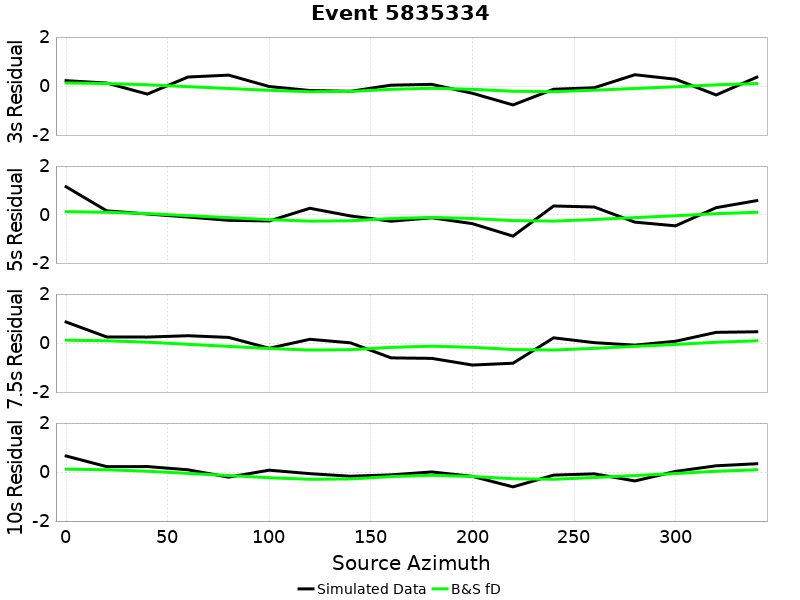 Event 5835334
3s Residual
2
0
-2
5s Residual
2
0
-2
7.5s Residual
2
0
-2
10s Residual
2
0
-2
0 50 100 150 200 250 300
Source Azimuth
Simulated Data B&S fD